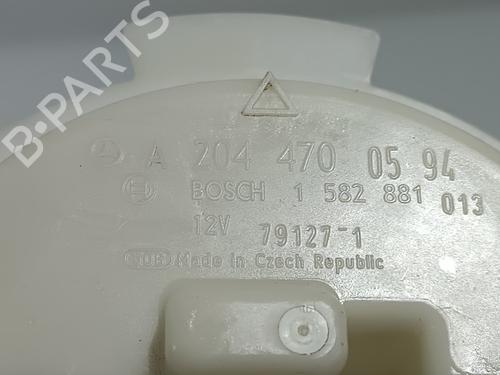 B-PARTS
A 204 470 05 94
BOSCH 1 582 881 013
12V 79127-1
Made in Czech Republic